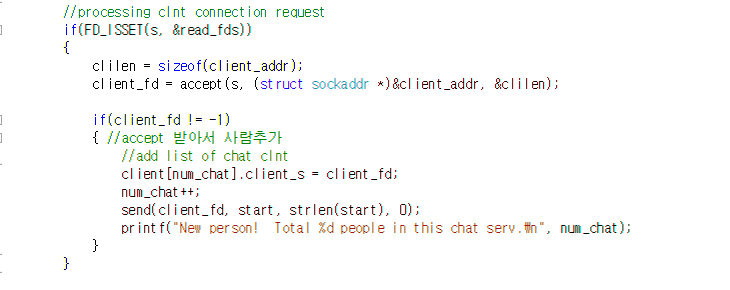 //processing clnt connection request
if(FD_ISSET(s, &read_fds))
{
clilen = sizeof(client_addr);
client_fd = accept(s, (struct sockaddr *)&client_addr, &clilen);
if(client_fd != -1)
{ //accept 받아서 사람추가
//add list of chat clnt
client[num_chat].client_s = client_fd;
num_chat++;
send(client_fd, start, strlen(start), 0);
printf("New person!  Total %d people in this chat serv.₩n", num_chat);
}
}